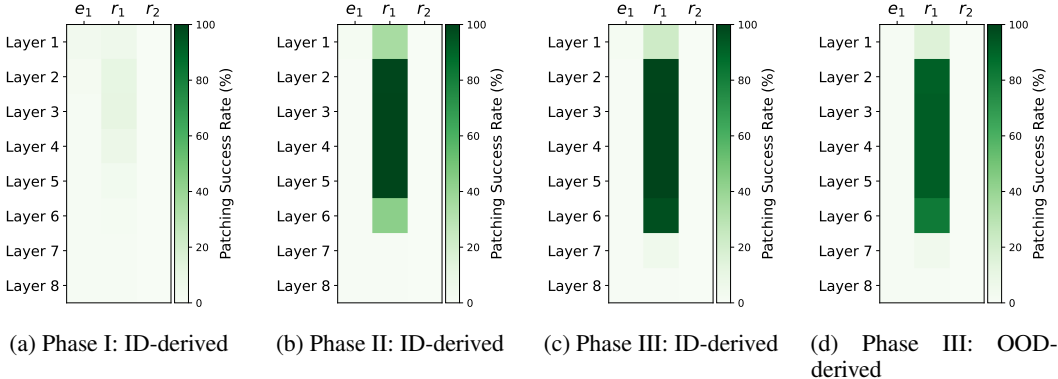 e₁ r₁ r₂
Layer 1
Layer 2
Layer 3
Layer 4
Layer 5
Layer 6
Layer 7
Layer 8
100
80
60
40
20
0
Patching Success Rate (%)
(a) Phase I: ID-derived
e₁ r₁ r₂
Layer 1
Layer 2
Layer 3
Layer 4
Layer 5
Layer 6
Layer 7
Layer 8
100
80
60
40
20
0
Patching Success Rate (%)
(b) Phase II: ID-derived
e₁ r₁ r₂
Layer 1
Layer 2
Layer 3
Layer 4
Layer 5
Layer 6
Layer 7
Layer 8
100
80
60
40
20
0
Patching Success Rate (%)
(c) Phase III: ID-derived
e₁ r₁ r₂
Layer 1
Layer 2
Layer 3
Layer 4
Layer 5
Layer 6
Layer 7
Layer 8
100
80
60
40
20
0
Patching Success Rate (%)
(d) Phase III: OOD-
derived